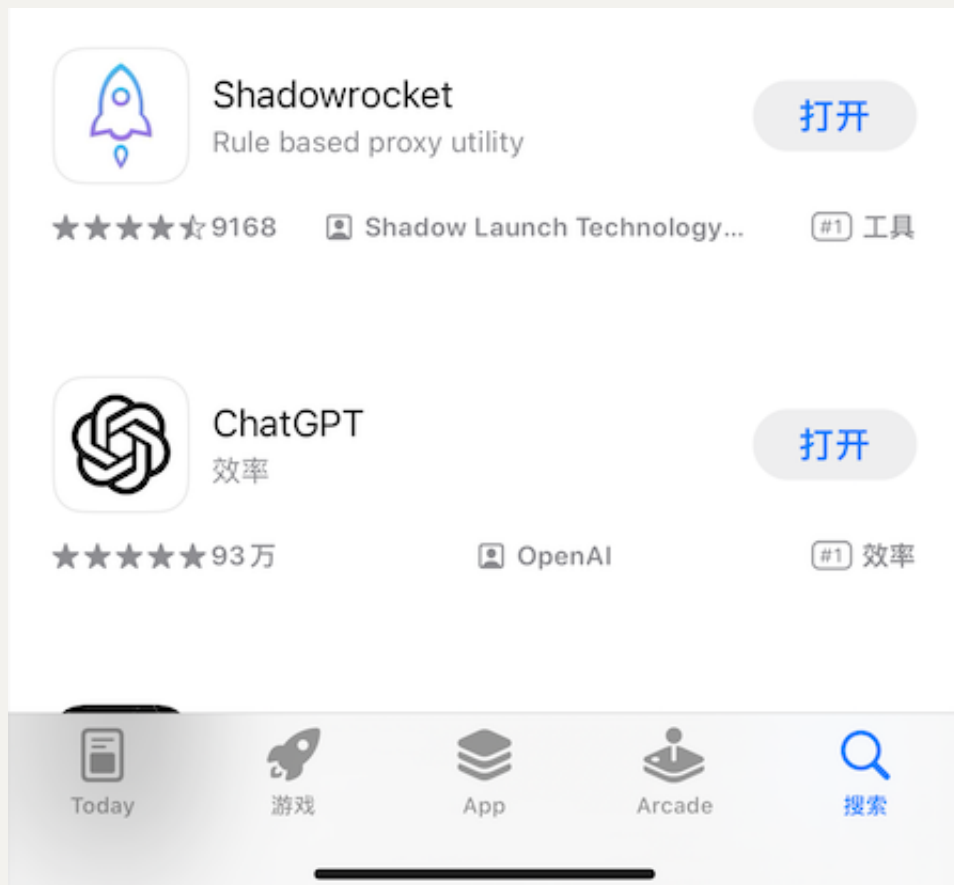 Shadowrocket
Rule based proxy utility
打开
9168
Shadow Launch Technology...
#1 工具
ChatGPT
效率
打开
93万
OpenAI
#1 效率
Today
游戏
App
Arcade
搜索